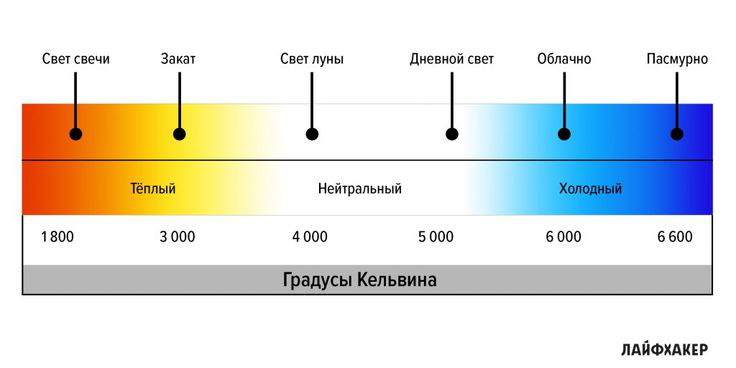 Свет свечи Закат Свет луны Дневной свет Облачно Пасмурно
Тёплый Нейтральный Холодный
1 800 3 000 4 000 5 000 6 000 6 600
Градусы Кельвина
ЛАЙФХАКЕР